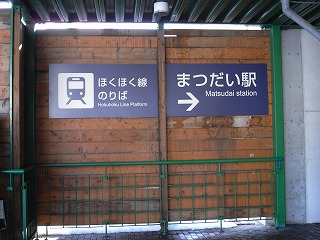 ほくほく線
のりば
Hokuhoku Line Platform
まつだい駅
Matsudai station
→